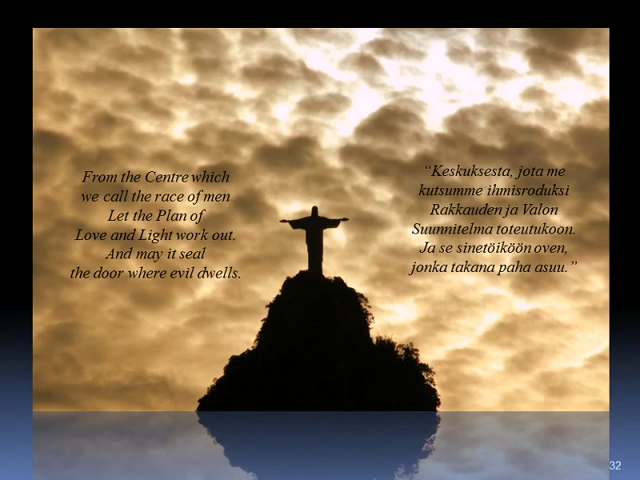 From the Centre which
we call the race of men
Let the Plan of
Love and Light work out.
And may it seal
the door where evil dwells.
“Keskuksesta, jota me
kutsumme ihmisroduksi
Rakkauden ja Valon
Suunnitelma toteutukoon.
Ja se sinetöiköön oven,
jonka takana paha asuu.”
32